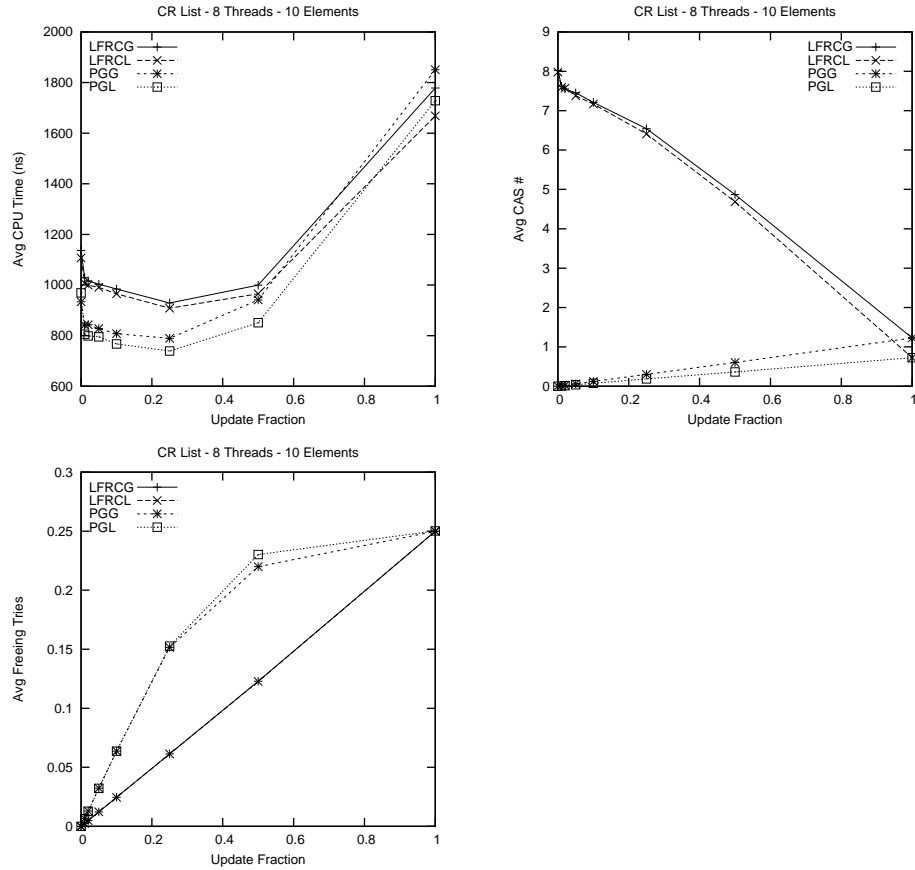 CR List - 8 Threads - 10 Elements
2000
1800
1600
1400
1200
1000
800
600
Avg CPU Time (ns)
LFRCG
LFRCL
PGG
PGL
0 0.2 0.4 0.6 0.8 1
Update Fraction
CR List - 8 Threads - 10 Elements
9
8
7
6
5
4
3
2
1
0
Avg CAS #
LFRCG
LFRCL
PGG
PGL
0 0.2 0.4 0.6 0.8 1
Update Fraction
CR List - 8 Threads - 10 Elements
0.3
0.25
0.2
0.15
0.1
0.05
0
Avg Freeing Tries
LFRCG
LFRCL
PGG
PGL
0 0.2 0.4 0.6 0.8 1
Update Fraction